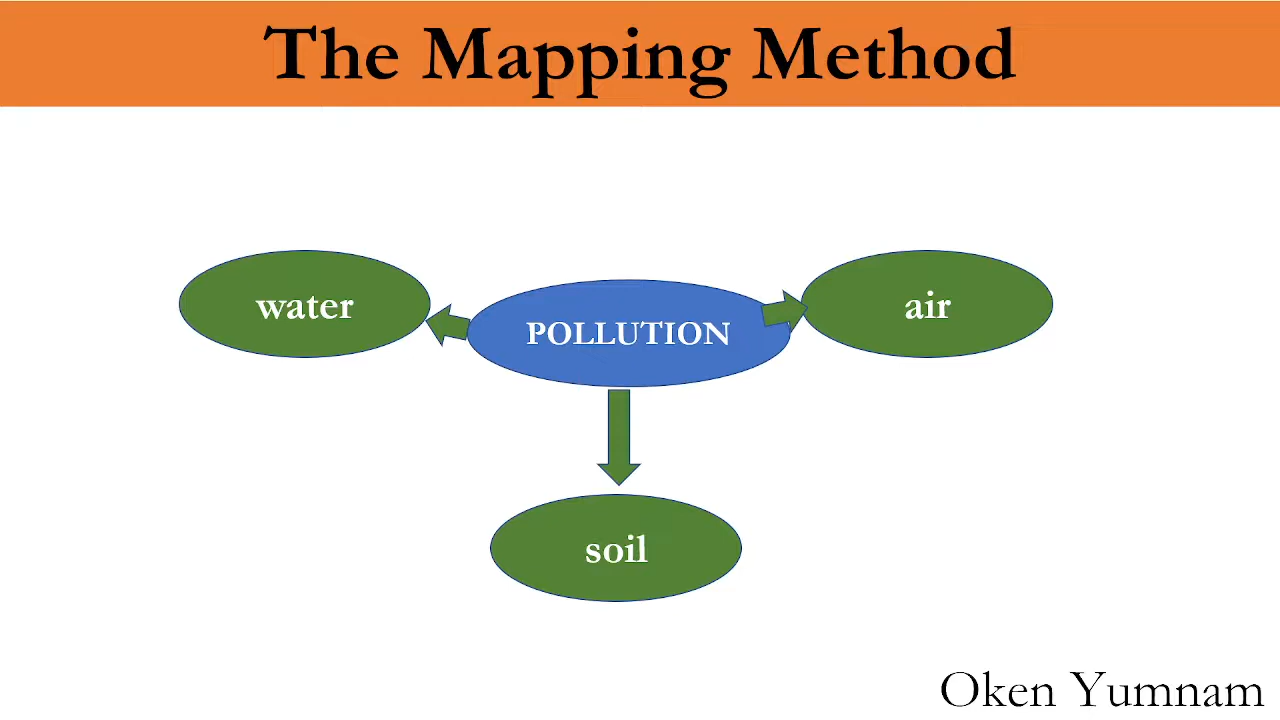 The Mapping Method
water
POLLUTION
air
soil
Oken Yumnam